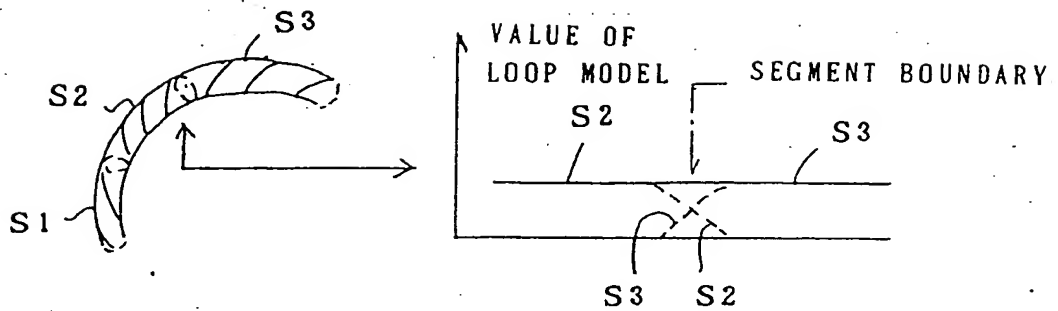 S3
S2
S1
VALUE OF
LOOP MODEL
SEGMENT BOUNDARY
S2
S3
S3
S2